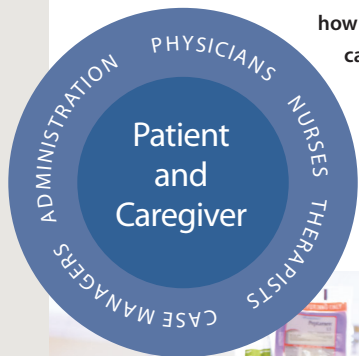 how
ca
PHYSICIANS
NURSES
THERAPISTS
CASE MANAGERS
ADMINISTRATION
Patient
and
Caregiver